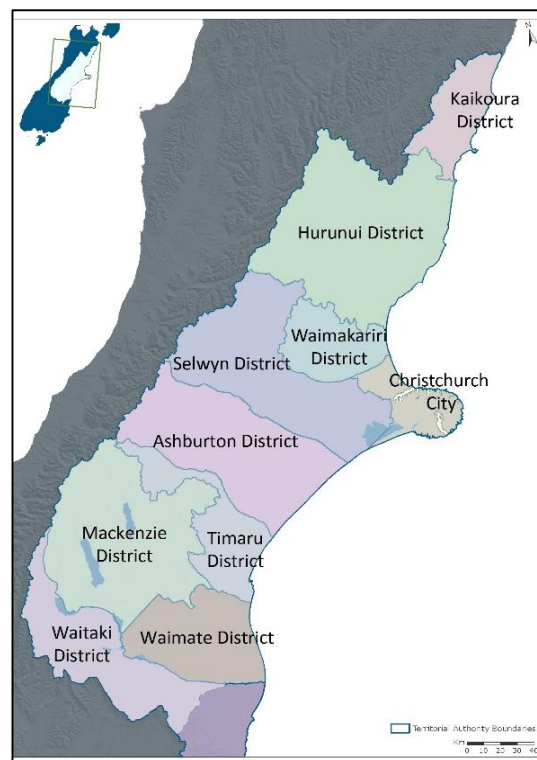 N
Kaikoura
District
Hurunui District
Waimakariri
District
Selwyn District
Christchurch
City
Ashburton District
Mackenzie
District
Timaru
District
Waitaki
District
Waimate District
Territorial Authority Boundaries
Km
0 10 20 30 40